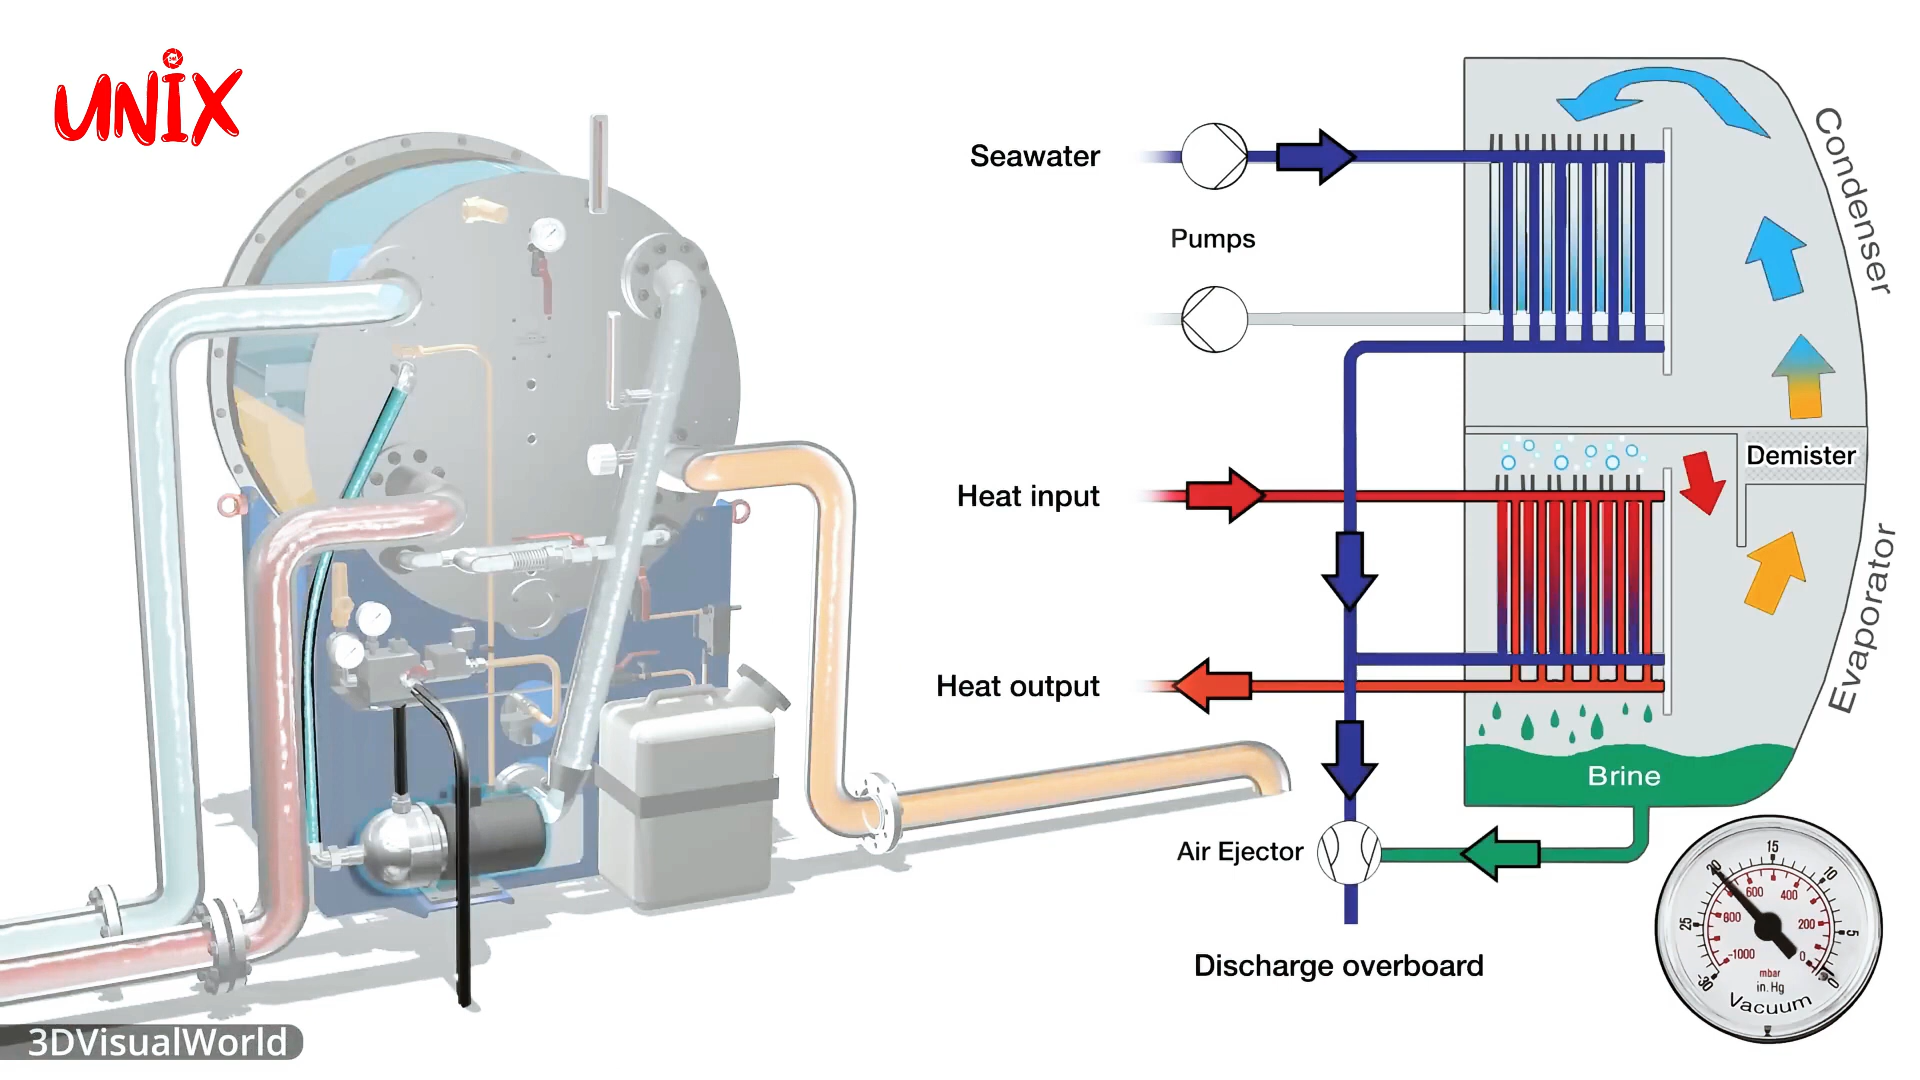 UNiX
Seawater
Pumps
Condenser
Heat input
Demister
Heat output
Evaporator
Brine
Air Ejector
Discharge overboard
15
20
10
600
400
25
800
200
5
-1000
0
30
0
mbar
in. Hg
Vacuum
3DVisualWorld